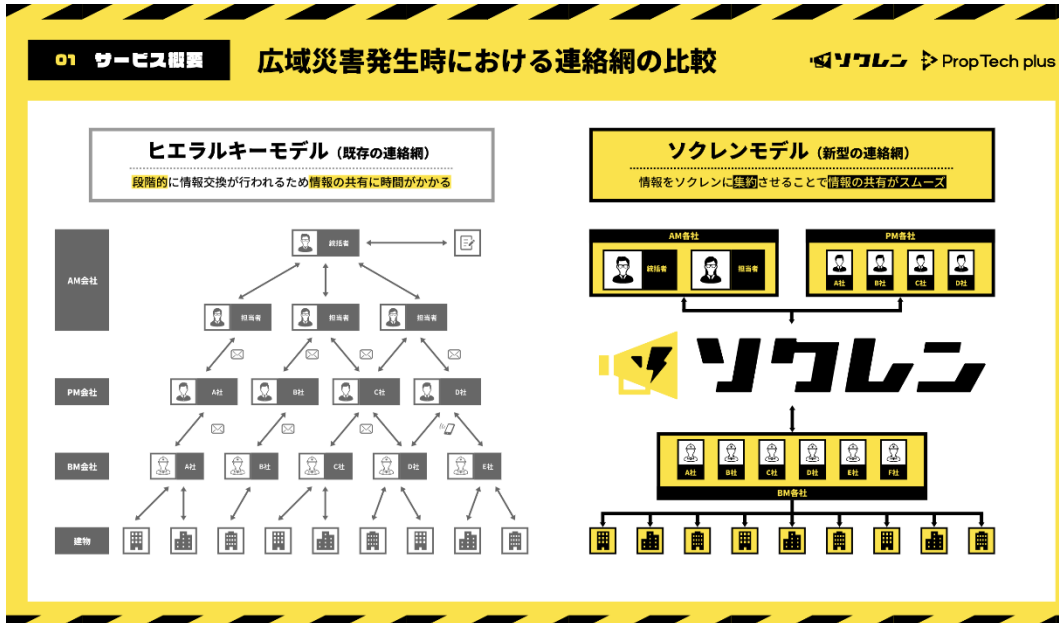 01 サービス概要
広域災害発生時における連絡網の比較
ソクレン
PropTech plus
ヒエラルキーモデル（既存の連絡網）
段階的に情報交換が行われるため情報の共有に時間がかかる
AM会社
統括者
担当者 担当者 担当者
PM会社
A社 B社 C社 D社
BM会社
A社 B社 C社 D社 E社
建物
ソクレンモデル（新型の連絡網）
情報をソクレンに集約させることで情報の共有がスムーズ
AM各社
統括者 担当者
PM各社
A社 B社 C社 D社
ソクレン
A社 B社 C社 D社 E社 F社
BM各社